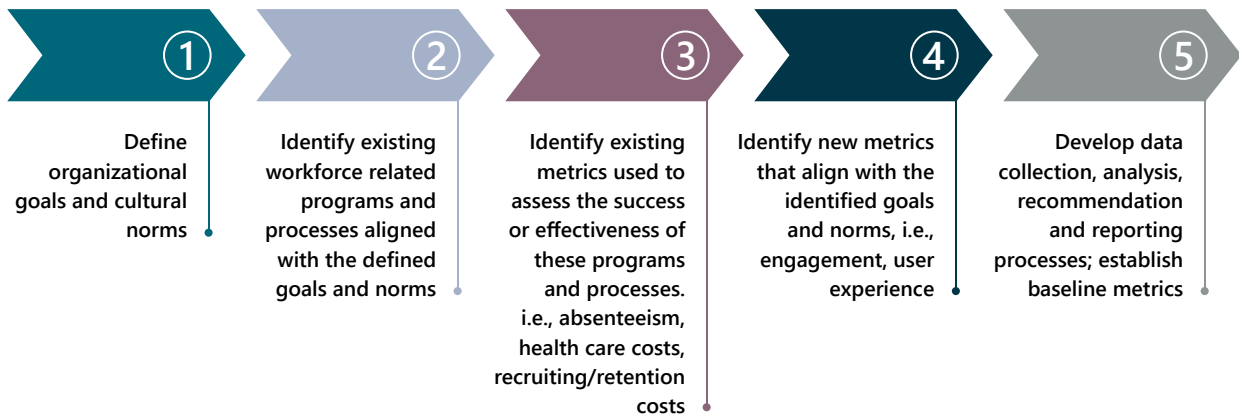 1
Define
organizational
goals and cultural
norms
2
Identify existing
workforce related
programs and
processes aligned
with the defined
goals and norms
3
Identify existing
metrics used to
assess the success
or effectiveness of
these programs
and processes.
i.e., absenteeism,
health care costs,
recruiting/retention
costs
4
Identify new metrics
that align with the
identified goals
and norms, i.e.,
engagement, user
experience
5
Develop data
collection, analysis,
recommendation
and reporting
processes; establish
baseline metrics